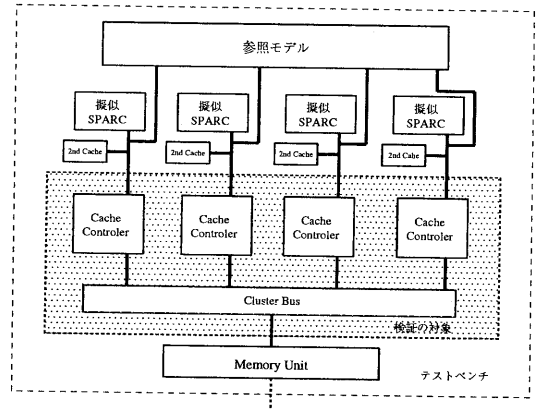 参照モデル
擬似
SPARC
擬似
SPARC
擬似
SPARC
擬似
SPARC
2nd Cache
2nd Cache
2nd Cache
2nd Cahe
Cache
Controler
Cache
Controler
Cache
Controler
Cache
Controler
Cluster Bus
検証の対象
Memory Unit
テストベンチ